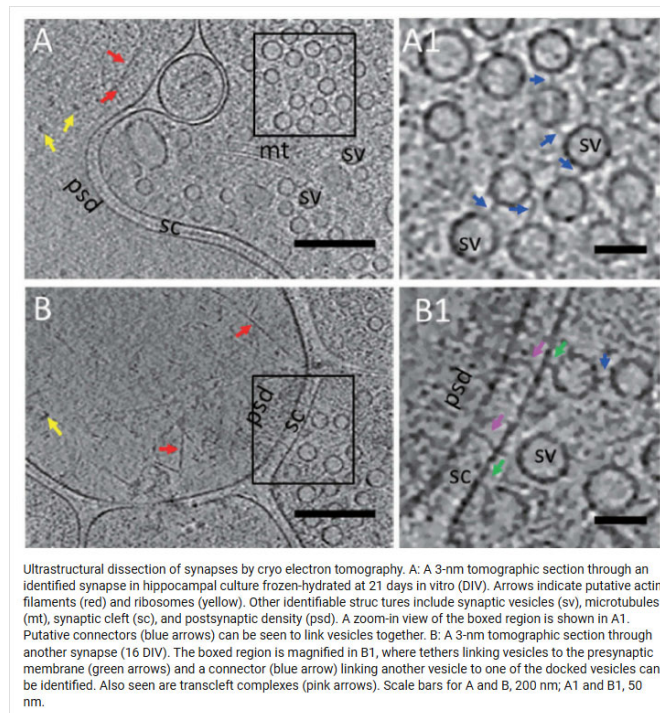 A
A1
mt
sv
sv
psd
sc
sv
sv
B
B1
psd
sc
psd
sc
sv
Ultrastructural dissection of synapses by cryo electron tomography. A: A 3-nm tomographic section through an
identified synapse in hippocampal culture frozen-hydrated at 21 days in vitro (DIV). Arrows indicate putative actin
filaments (red) and ribosomes (yellow). Other identifiable struc tures include synaptic vesicles (sv), microtubules
(mt), synaptic cleft (sc), and postsynaptic density (psd). A zoom-in view of the boxed region is shown in A1.
Putative connectors (blue arrows) can be seen to link vesicles together. B: A 3-nm tomographic section through
another synapse (16 DIV). The boxed region is magnified in B1, where tethers linking vesicles to the presynaptic
membrane (green arrows) and a connector (blue arrow) linking another vesicle to one of the docked vesicles can
be identified. Also seen are transcleft complexes (pink arrows). Scale bars for A and B, 200 nm; A1 and B1, 50
nm.